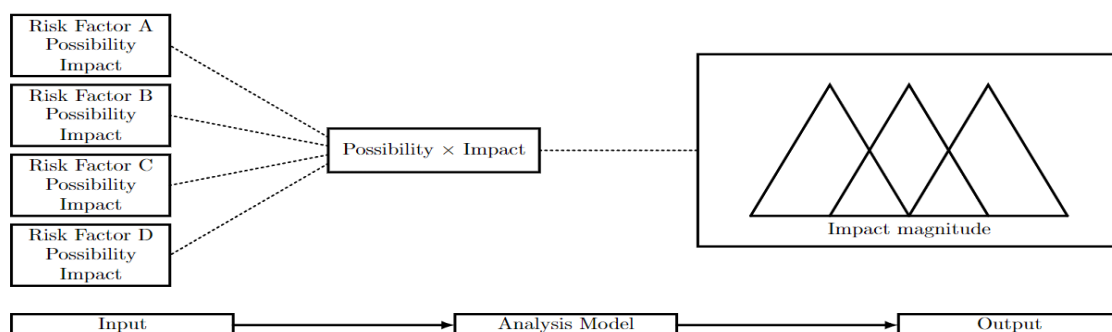 Risk Factor A
Possibility
Impact
Risk Factor B
Possibility
Impact
Risk Factor C
Possibility
Impact
Risk Factor D
Possibility
Impact
Possibility × Impact
Impact magnitude
Input
Analysis Model
Output